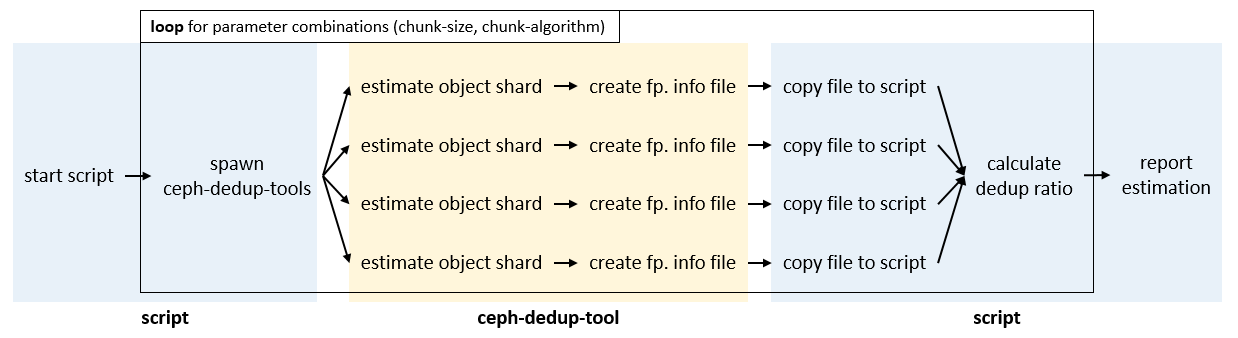 loop for parameter combinations (chunk-size, chunk-algorithm)
start script
spawn
ceph-dedup-tools
estimate object shard
create fp. info file
copy file to script
estimate object shard
create fp. info file
copy file to script
estimate object shard
create fp. info file
copy file to script
estimate object shard
create fp. info file
copy file to script
calculate
dedup ratio
report
estimation
script
ceph-dedup-tool
script